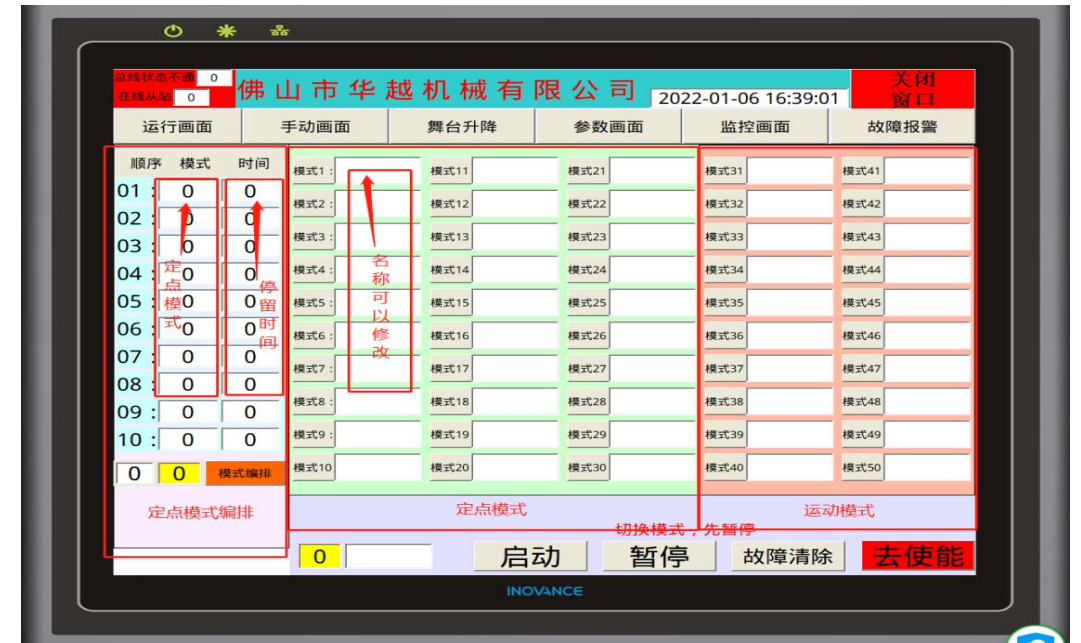 总线状态不通 0
在线从站 0
佛山市华越机械有限公司
2022-01-06 16:39:01
关闭
窗口
运行画面 手动画面 舞台升降 参数画面 监控画面 故障报警
顺序 模式 时间
01 : 0 0
02 : 0 0
03 : 0 0
04 : 0 0
05 : 0 0
06 : 0 0
07 : 0 0
08 : 0 0
09 : 0 0
10 : 0 0
定点模式
停留时间
0 0 模式编排
定点模式编排
模式1 : 模式11 模式21 模式31 模式41
模式2 : 模式12 模式22 模式32 模式42
模式3 : 模式13 模式23 模式33 模式43
模式4 : 模式14 模式24 模式34 模式44
模式5 : 模式15 模式25 模式35 模式45
模式6 : 模式16 模式26 模式36 模式46
模式7 : 模式17 模式27 模式37 模式47
模式8 : 模式18 模式28 模式38 模式48
模式9 : 模式19 模式29 模式39 模式49
模式10 模式20 模式30 模式40 模式50
名称可以修改
定点模式
运动模式
切换模式，先暂停
0 启动 暂停 故障清除 去使能
INOVANCE